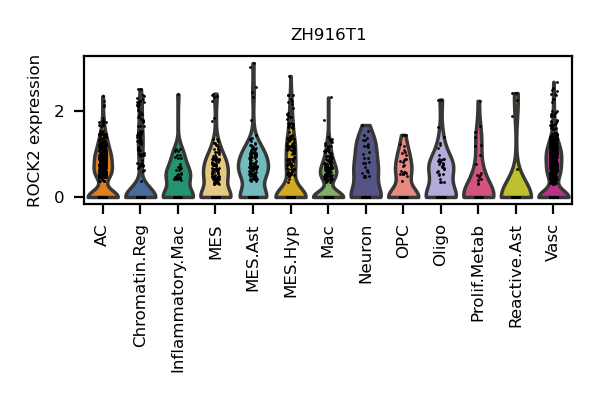 ZH916T1
ROCK2 expression
2
0
AC
Chromatin.Reg
Inflammatory.Mac
MES
MES.Ast
MES.Hyp
Mac
Neuron
OPC
Oligo
Prolif.Metab
Reactive.Ast
Vasc